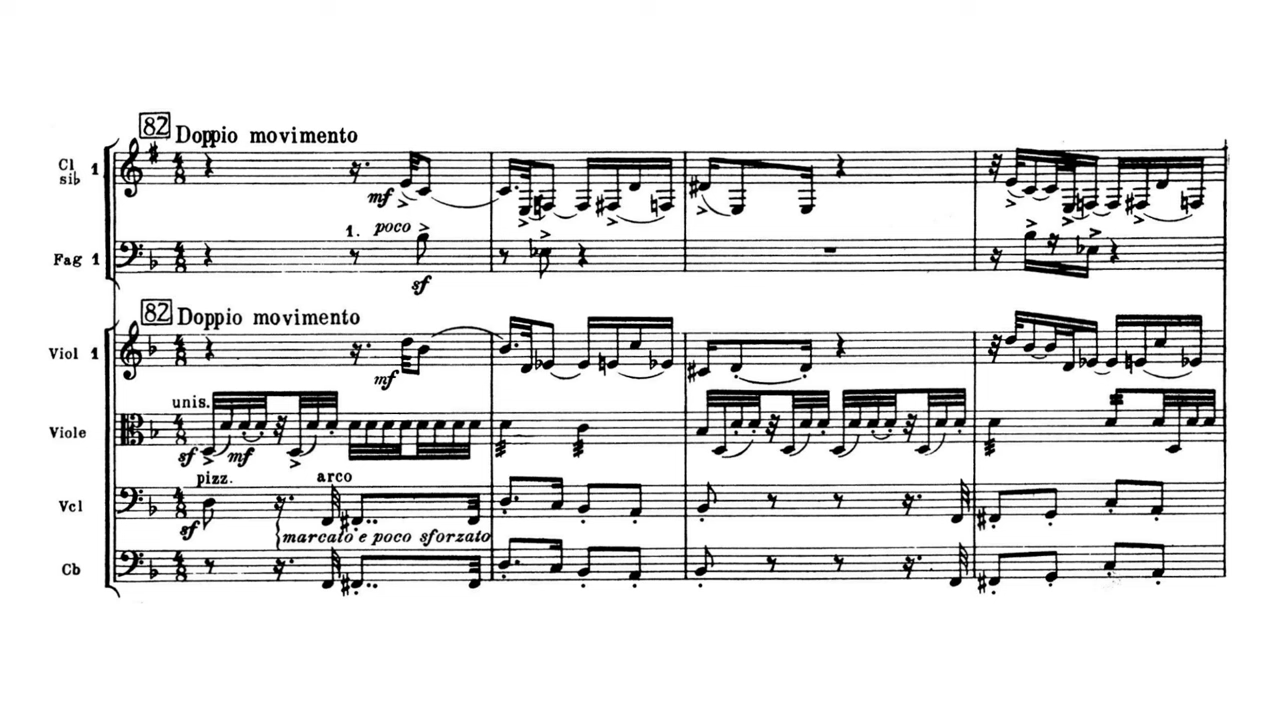 82 Doppio movimento
Cl sib 1
mf
1. poco
Fag 1
sf
82 Doppio movimento
Viol 1
mf
unis.
Viole
sf mf
pizz. arco
Vcl
sf
marcato e poco sforzato
Cb